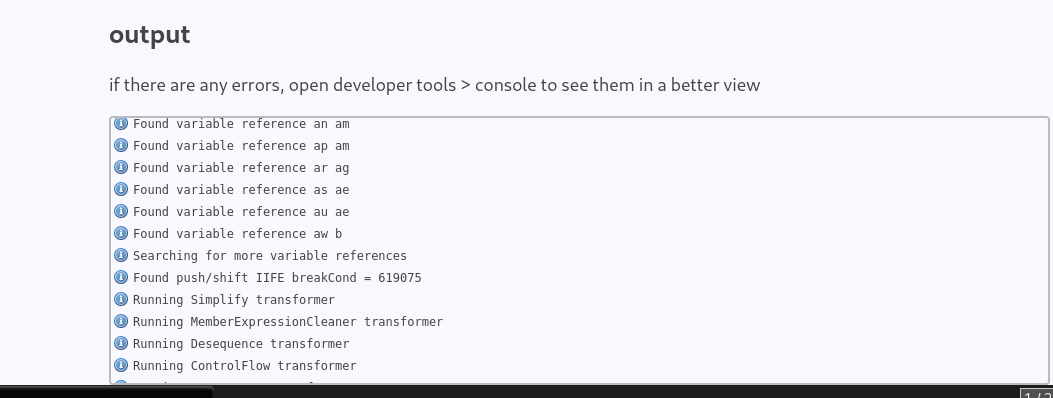 output
if there are any errors, open developer tools > console to see them in a better view
Found variable reference an am
Found variable reference ap am
Found variable reference ar ag
Found variable reference as ae
Found variable reference au ae
Found variable reference aw b
Searching for more variable references
Found push/shift IIFE breakCond = 619075
Running Simplify transformer
Running MemberExpressionCleaner transformer
Running Desequence transformer
Running ControlFlow transformer